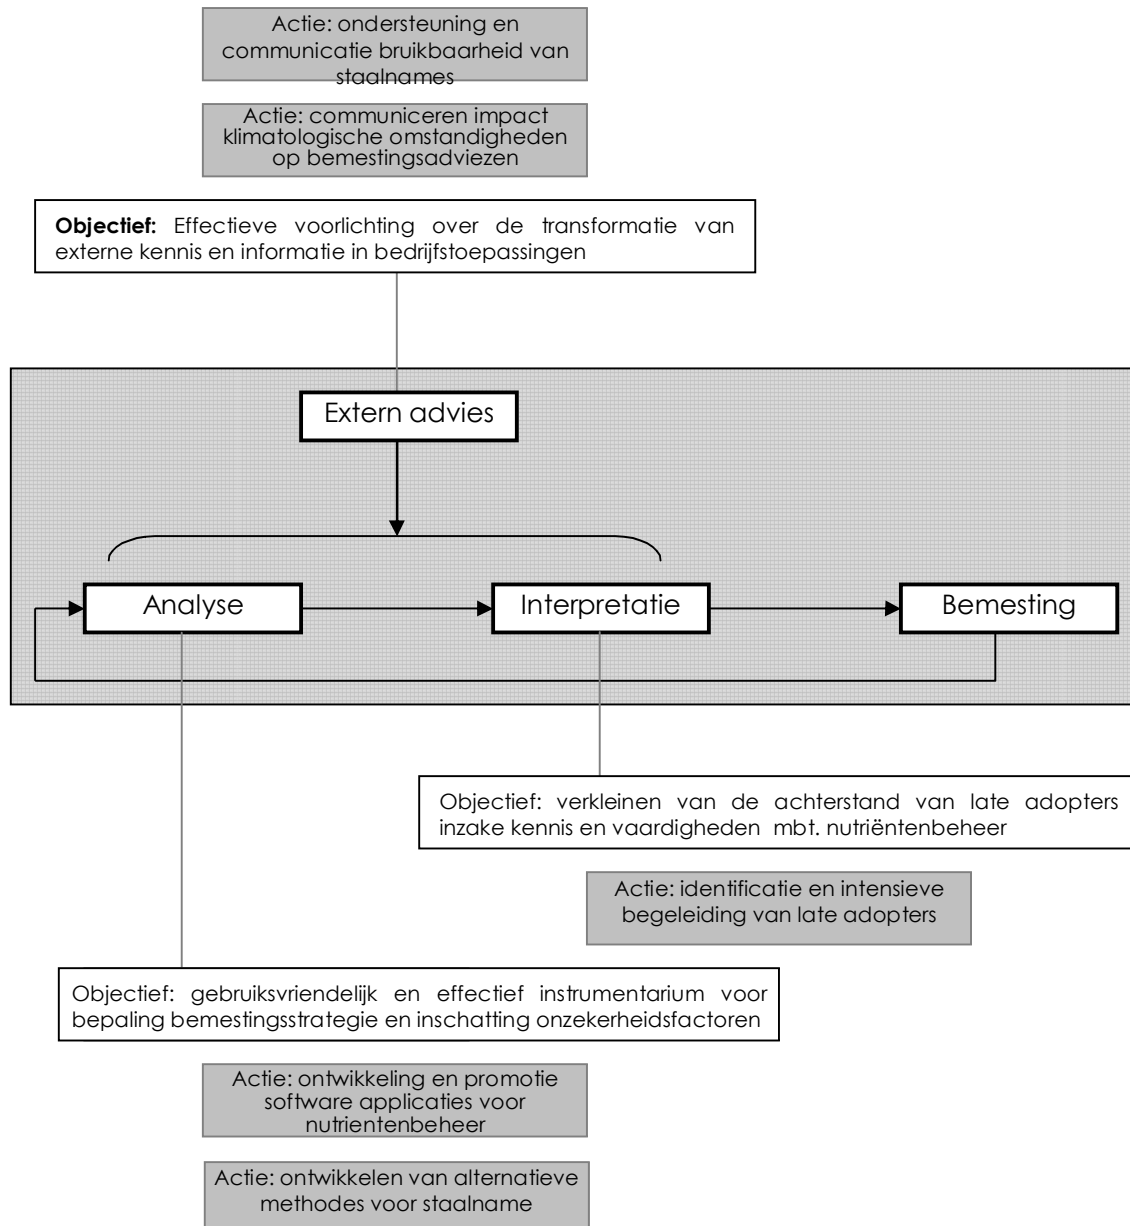 Actie: ondersteuning en
communicatie bruikbaarheid van
staalnames
Actie: communiceren impact
klimatologische omstandigheden
op bemestingsadviezen
Objectief: Effectieve voorlichting over de transformatie van
externe kennis en informatie in bedrijfstoepassingen
Extern advies
Analyse
Interpretatie
Bemesting
Objectief: verkleinen van de achterstand van late adopters
inzake kennis en vaardigheden mbt. nutriëntenbeheer
Actie: identificatie en intensieve
begeleiding van late adopters
Objectief: gebruiksvriendelijk en effectief instrumentarium voor
bepaling bemestingsstrategie en inschatting onzekerheidsfactoren
Actie: ontwikkeling en promotie
software applicaties voor
nutrientenbeheer
Actie: ontwikkelen van alternatieve
methodes voor staalname